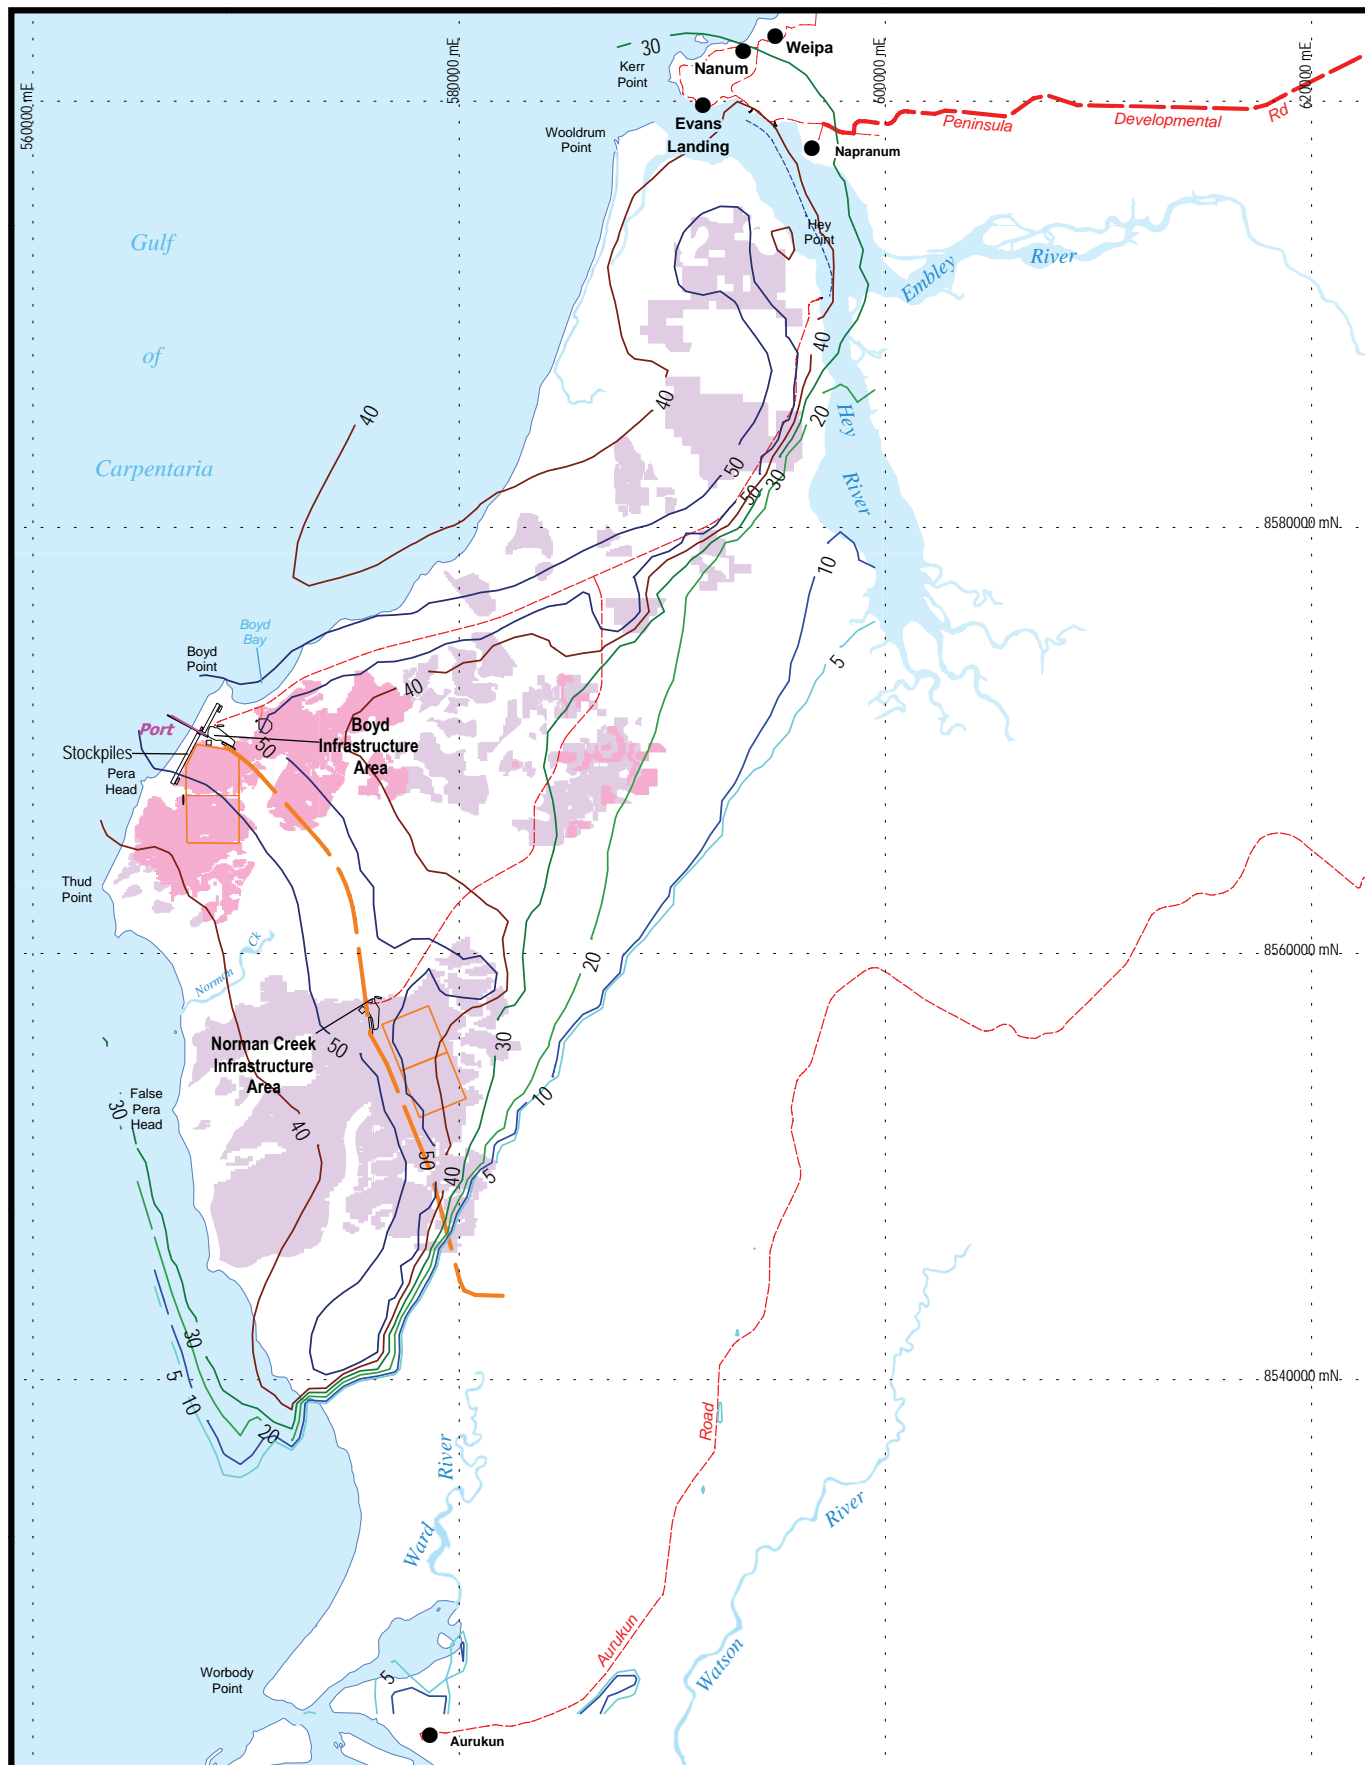 560000 mE
580000 mE
600000 mE
620000 mE
30
Weipa
Nanum
Kerr
Point
Evans
Landing
Wooldrum
Point
Napranum
Peninsula
Developmental
Rd
Gulf
of
Carpentaria
Hey
Point
Embley
River
40
40
40
20
Hey
River
50
50
30
8580000 mN
10
5
Boyd
Bay
Boyd
Point
40
Port
Stockpiles
50
Boyd
Infrastructure
Area
Pera
Head
Thud
Point
Norman
Ck
20
8560000 mN
Norman Creek
Infrastructure
Area
50
30
10
False
Pera
Head
30
40
50
40
5
30
5
10
20
8540000 mN
Road
Ward
River
Watson
River
Aurukun
Worbody
Point
5
Aurukun